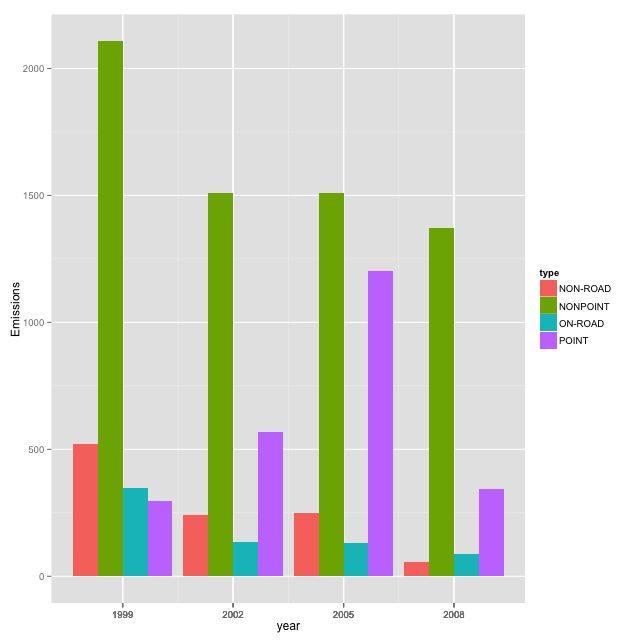 Emissions
2000
1500
1000
500
0
1999 2002 2005 2008
year
type
NON-ROAD
NONPOINT
ON-ROAD
POINT